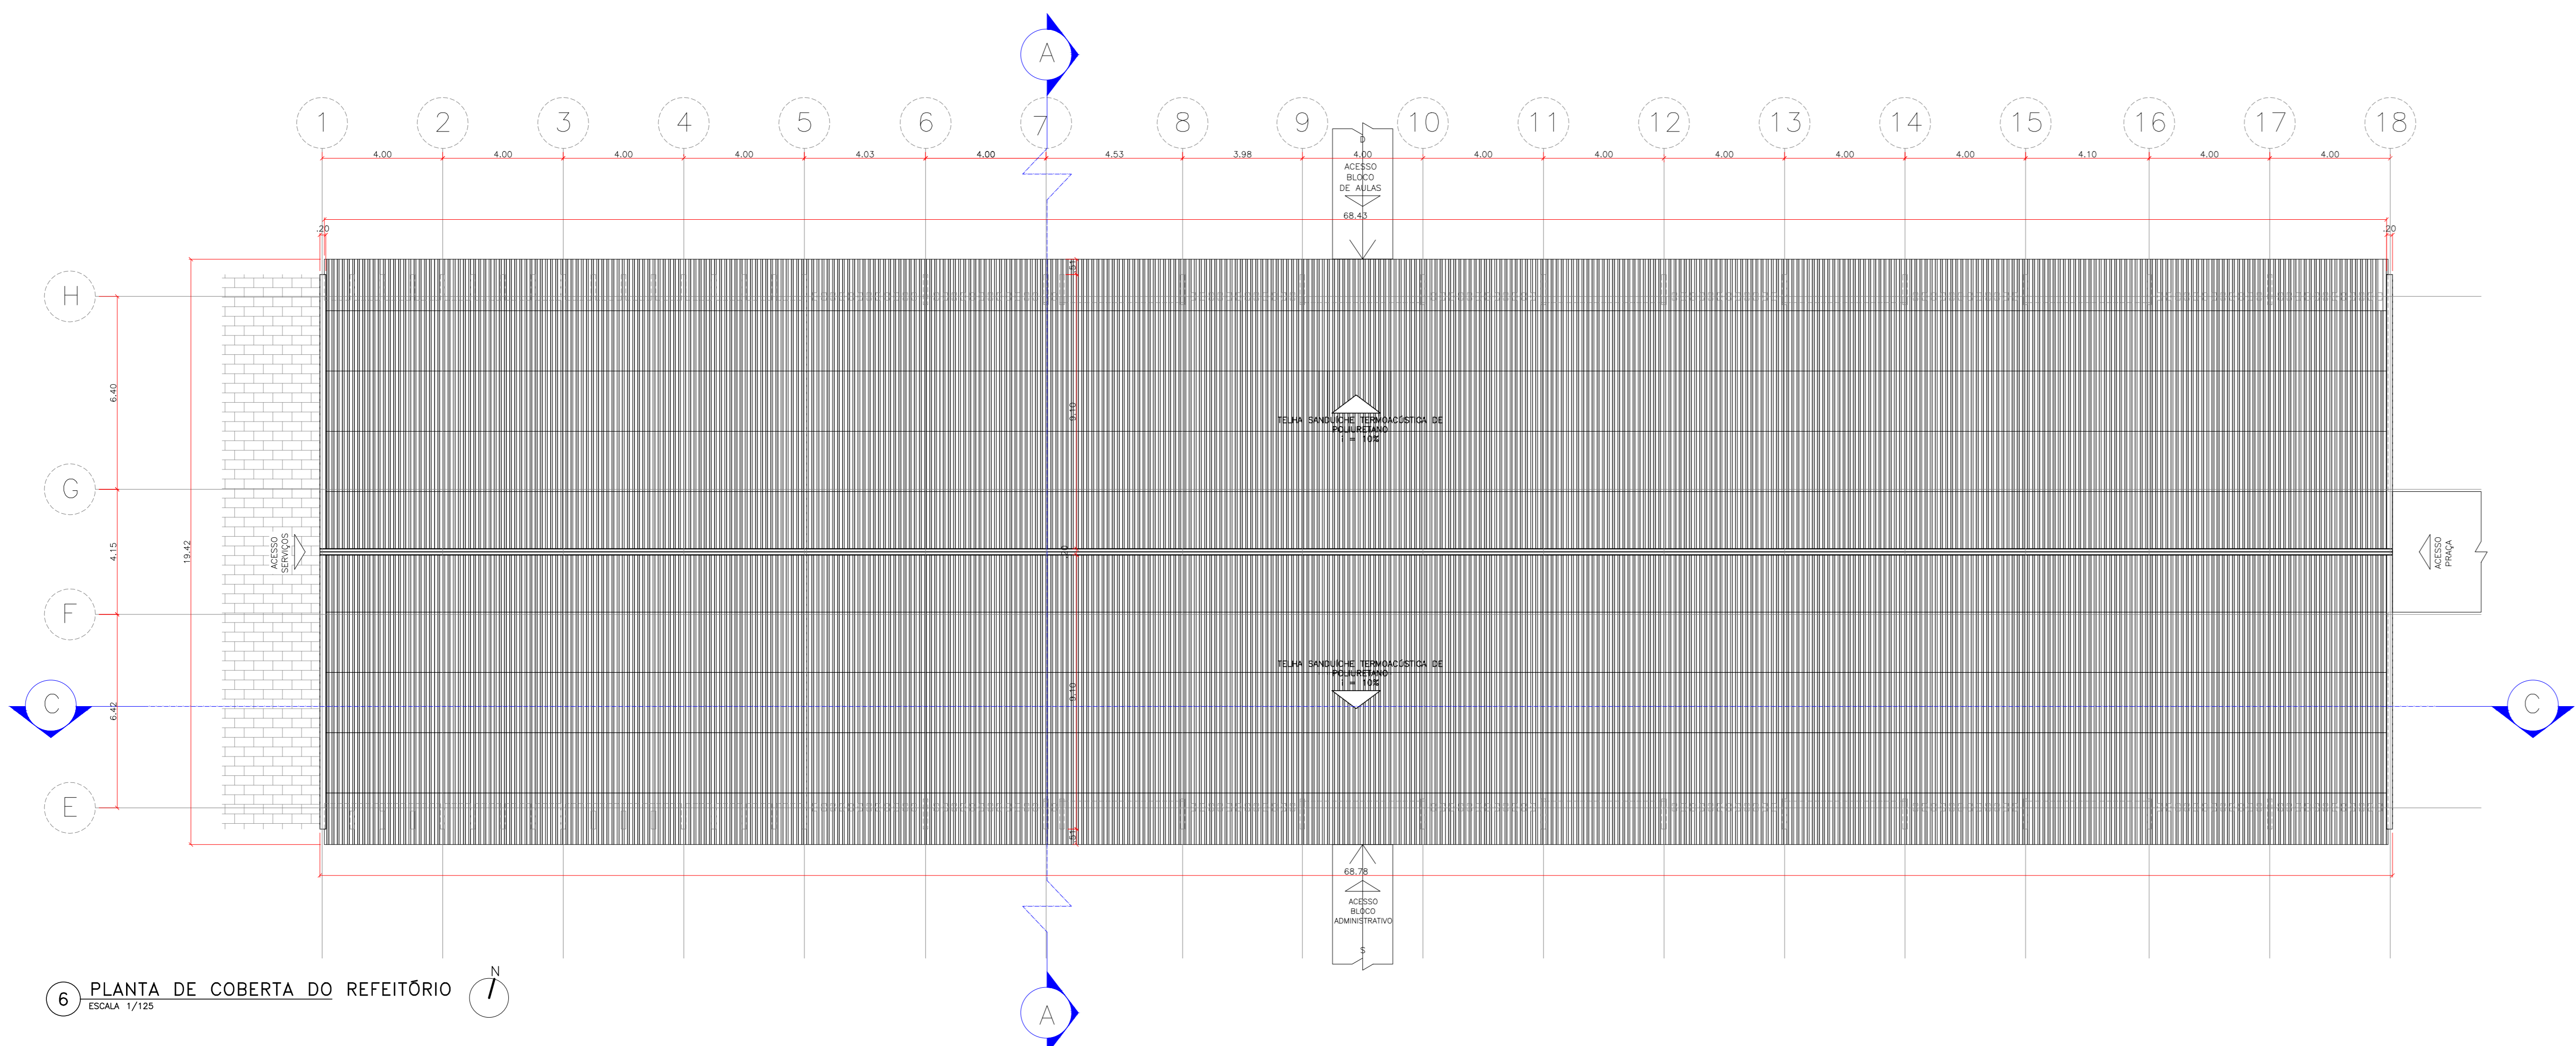 A
1 2 3 4 5 6 7 8 9 10 11 12 13 14 15 16 17 18
D
4.00 4.00 4.00 4.00 4.03 4.00 4.53 3.98 4.00 4.00 4.00 4.00 4.00 4.00 4.10 4.00 4.00
ACESSO
BLOCO
DE AULAS
68.43
.20 .20
H
.51
6.40
9.10
TELHA SANDUÍCHE TERMOACÚSTICA DE
POLIURETANO
i = 10%
G
19.42
4.15
ACESSO
SERVIÇOS
.20
ACESSO
PRAÇA
F
TELHA SANDUÍCHE TERMOACÚSTICA DE
POLIURETANO
i = 10%
9.10
6.42
C C
E
.51
68.78
ACESSO
BLOCO
ADMINISTRATIVO
S
N
6 PLANTA DE COBERTA DO REFEITÓRIO
ESCALA 1/125
A